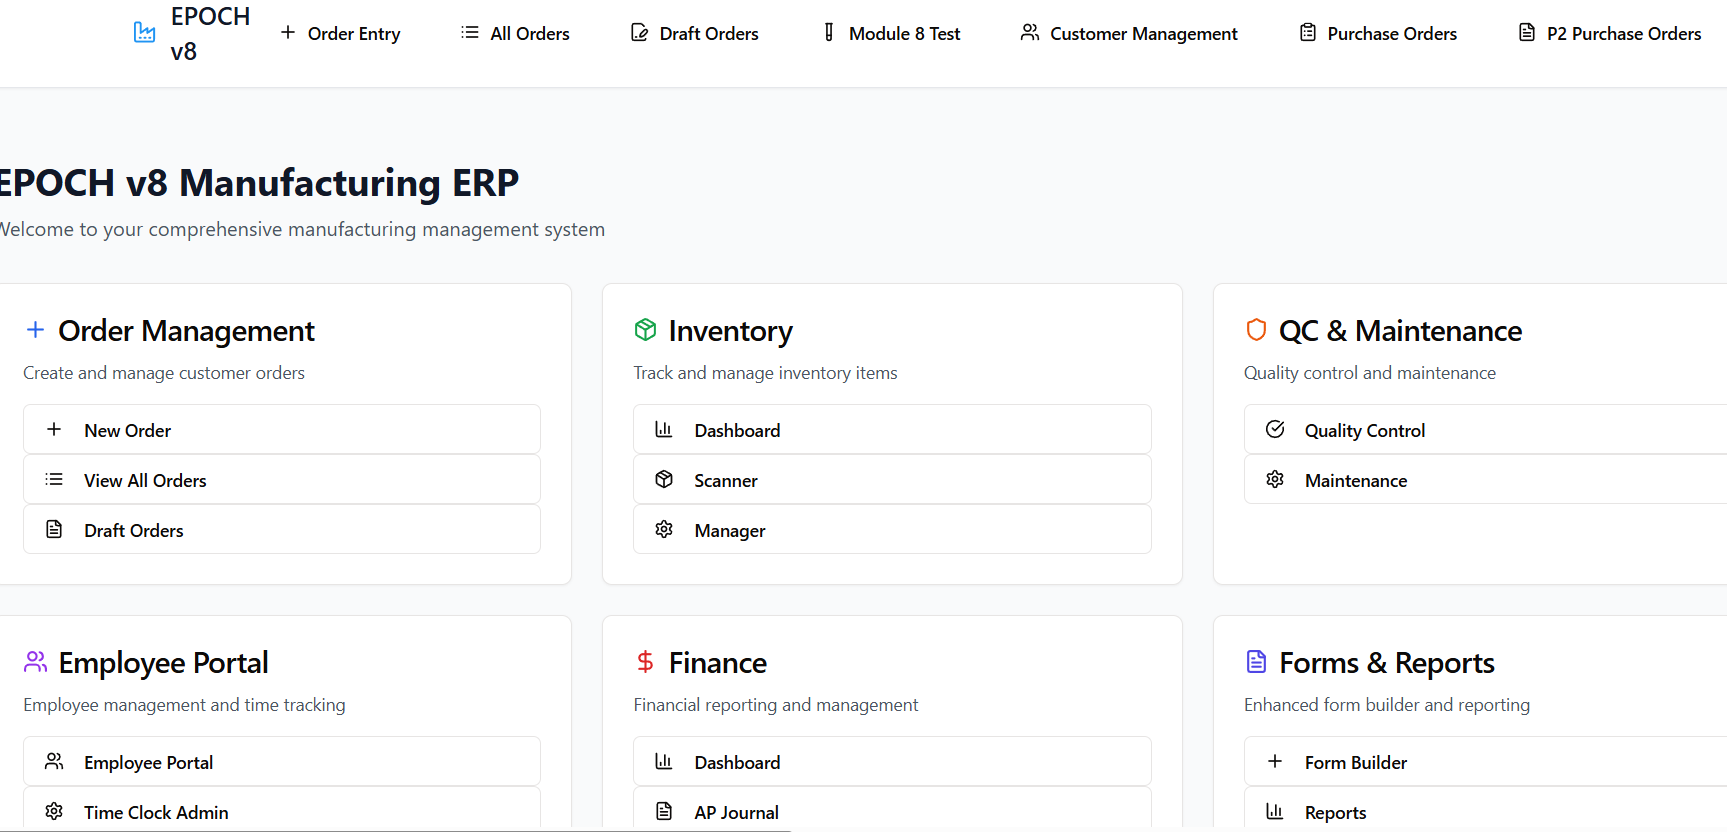 EPOCH
v8
Order Entry
All Orders
Draft Orders
Module 8 Test
Customer Management
Purchase Orders
P2 Purchase Orders
EPOCH v8 Manufacturing ERP
Welcome to your comprehensive manufacturing management system
Order Management
Create and manage customer orders
New Order
View All Orders
Draft Orders
Inventory
Track and manage inventory items
Dashboard
Scanner
Manager
QC & Maintenance
Quality control and maintenance
Quality Control
Maintenance
Employee Portal
Employee management and time tracking
Employee Portal
Time Clock Admin
Finance
Financial reporting and management
Dashboard
AP Journal
Forms & Reports
Enhanced form builder and reporting
Form Builder
Reports